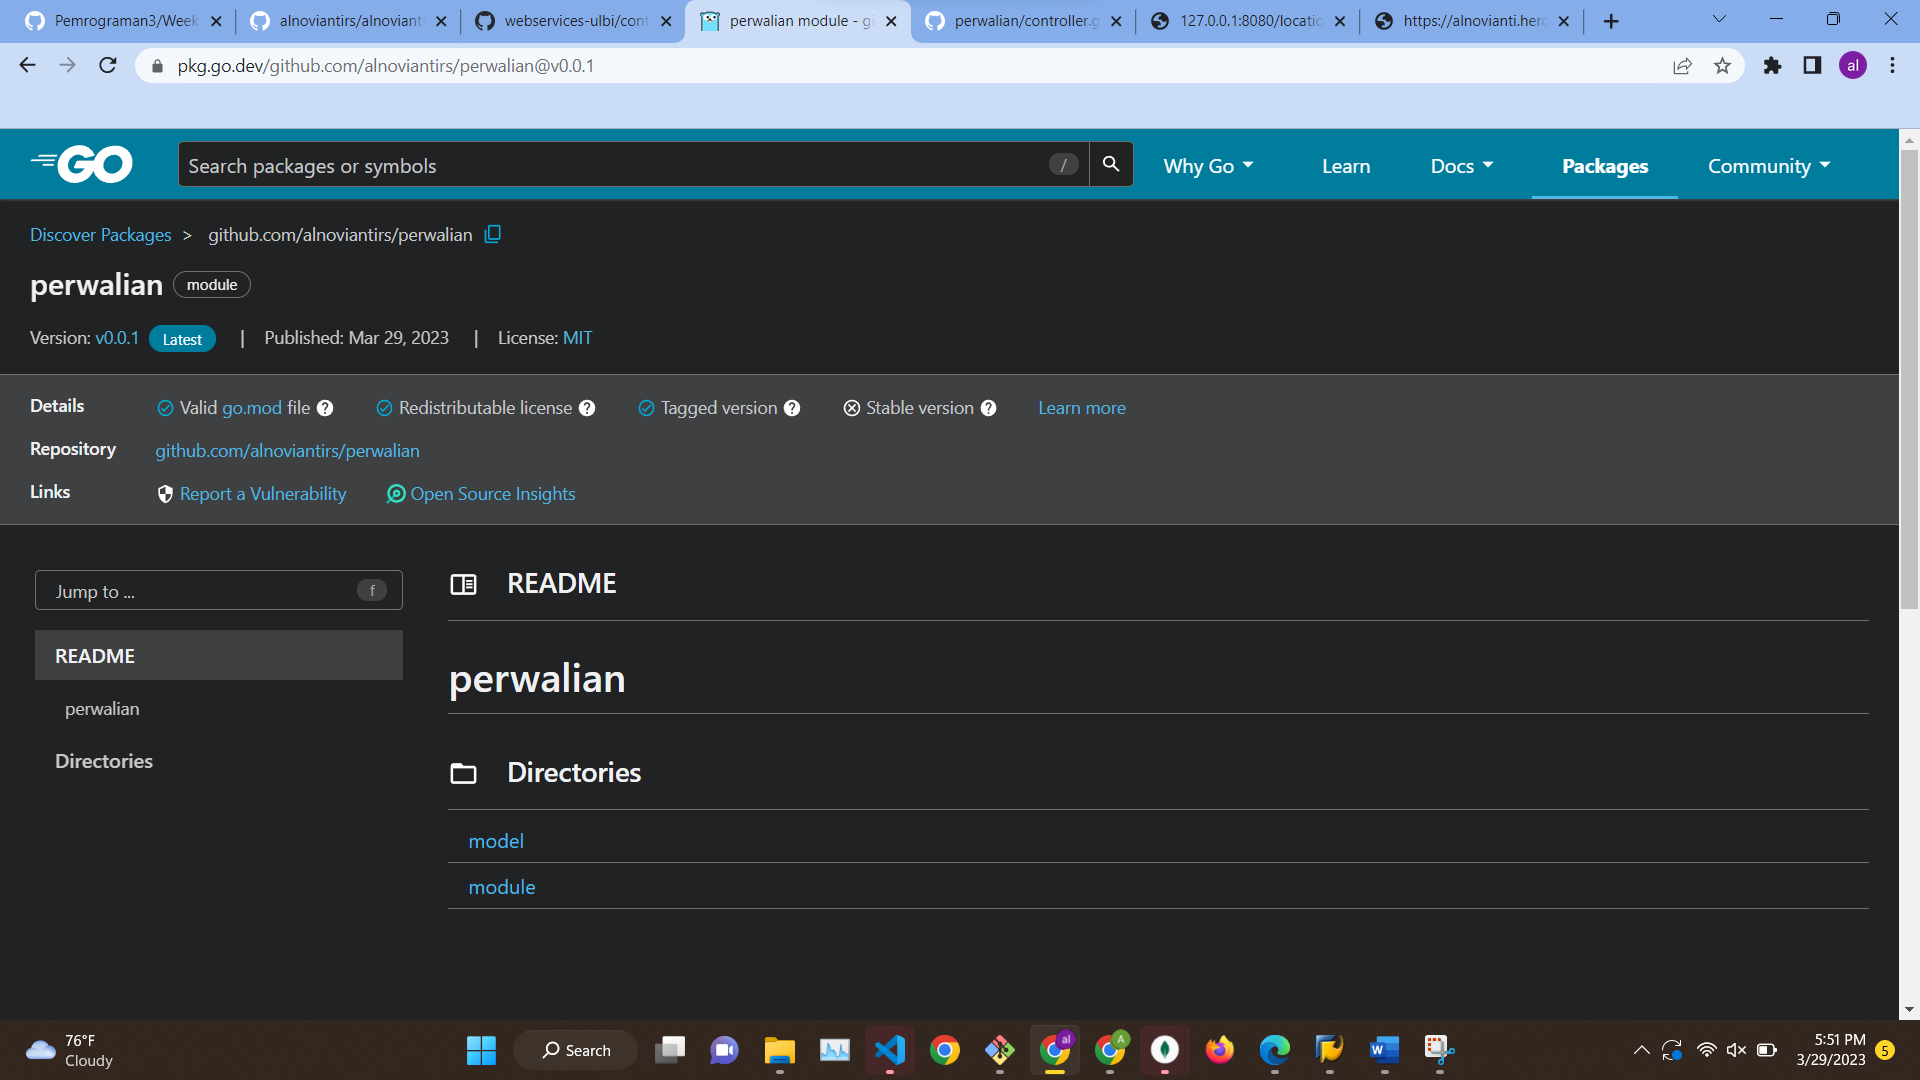 Pemrograman3/Week
alnoviantirs/alnovianti
webservices-ulbi/cont
perwalian module - gi
perwalian/controller.g
127.0.0.1:8080/locatio
https://alnovianti.hero
pkg.go.dev/github.com/alnoviantirs/perwalian@v0.0.1
al
GO
Search packages or symbols
/
Why Go
Learn
Docs
Packages
Community
Discover Packages > github.com/alnoviantirs/perwalian
perwalian module
Version: v0.0.1 Latest | Published: Mar 29, 2023 | License: MIT
Details Valid go.mod file Redistributable license Tagged version Stable version Learn more
Repository github.com/alnoviantirs/perwalian
Links Report a Vulnerability Open Source Insights
Jump to ... f
README
perwalian
Directories
README
perwalian
Directories
model
module
76°F
Cloudy
Search
al
A
5:51 PM
3/29/2023
5